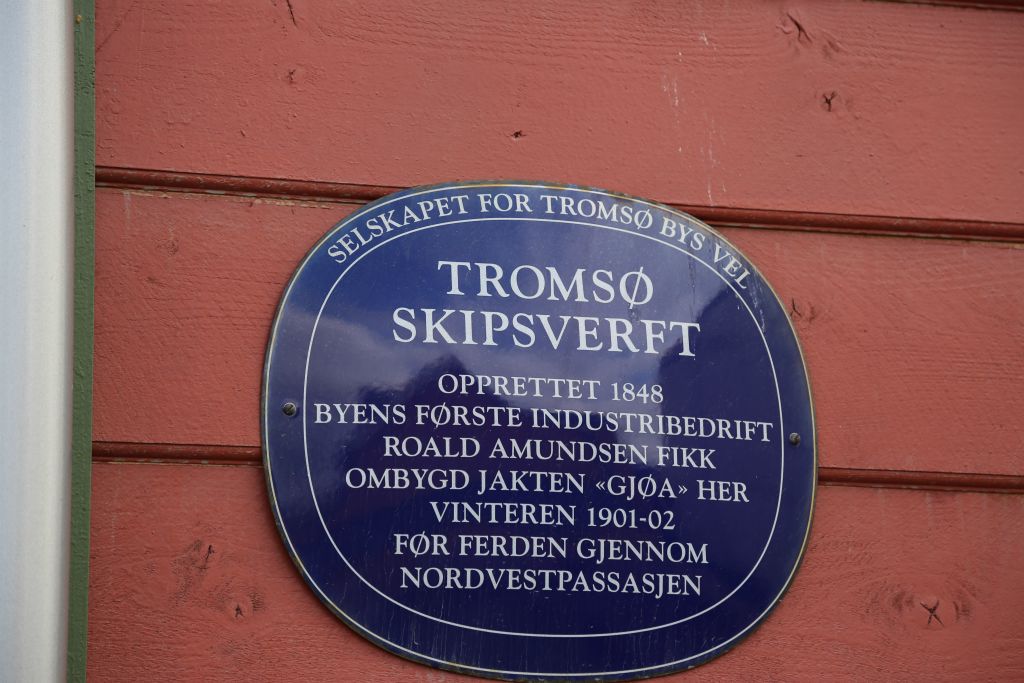 SELSKAPET FOR TROMSØ BYS VEL
TROMSØ
SKIPSVERFT
OPPRETTET 1848
BYENS FØRSTE INDUSTRIBEDRIFT
ROALD AMUNDSEN FIKK
OMBYGD JAKTEN «GJØA» HER
VINTEREN 1901-02
FØR FERDEN GJENNOM
NORDVESTPASSASJEN